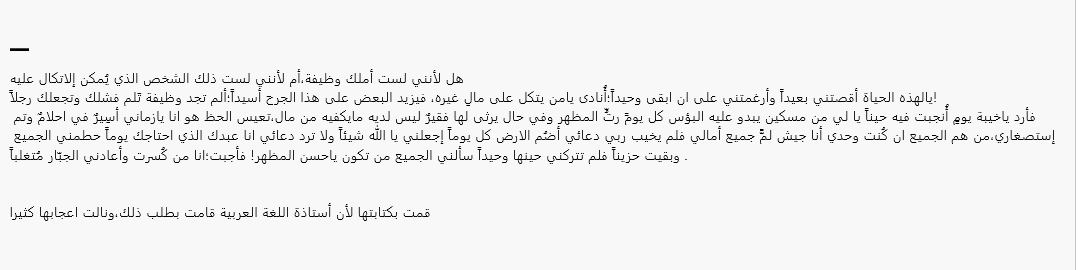 هل لأنني لست أملك وظيفة،أم لأنني لست ذلك الشخص الذي يُمكن إلاتكال عليه
يالهذه الحياة أقصتني بعيداً وأرغمتني على ان ابقى وحيداً؛أُنادى يامن يتكل على مالٍ غيره، فيزيد البعض على هذا الجرح أسيداً؛ألم تجد وظيفة تلم فشلك وتجعلك رجلاً!
فأرد ياخيبة يومٍ أُنجبت فيه حيناً يا لي من مسكين يبدو عليه البؤس كل يومً رثٌ المظهر وفي حال يرثى لها فقيرٌ ليس لديه مايكفيه من مال،تعيس الحظ هو انا يازماني أسِيرٌ في احلامٌ وتم
إستصغاري،من هم الجميع ان كُنت وحدي أنا جيش لمَّ جميع أمالي فلم يخيب ربي دعائي أضُم الارض كل يوماً إجعلني يا الله شيئاً ولا ترد دعائي انا عبدك الذي احتاجك يوماً حطمني الجميع
وبقيت حزيناً فلم تتركني حينها وحيداً سألني الجميع من تكون ياحسن المظهر! فأجبت؛انا من كُسرت وأعادني الجبّار مُتغلباً .
قمت بكتابتها لأن أستاذة اللغة العربية قامت بطلب ذلك،ونالت اعجابها كثيرا